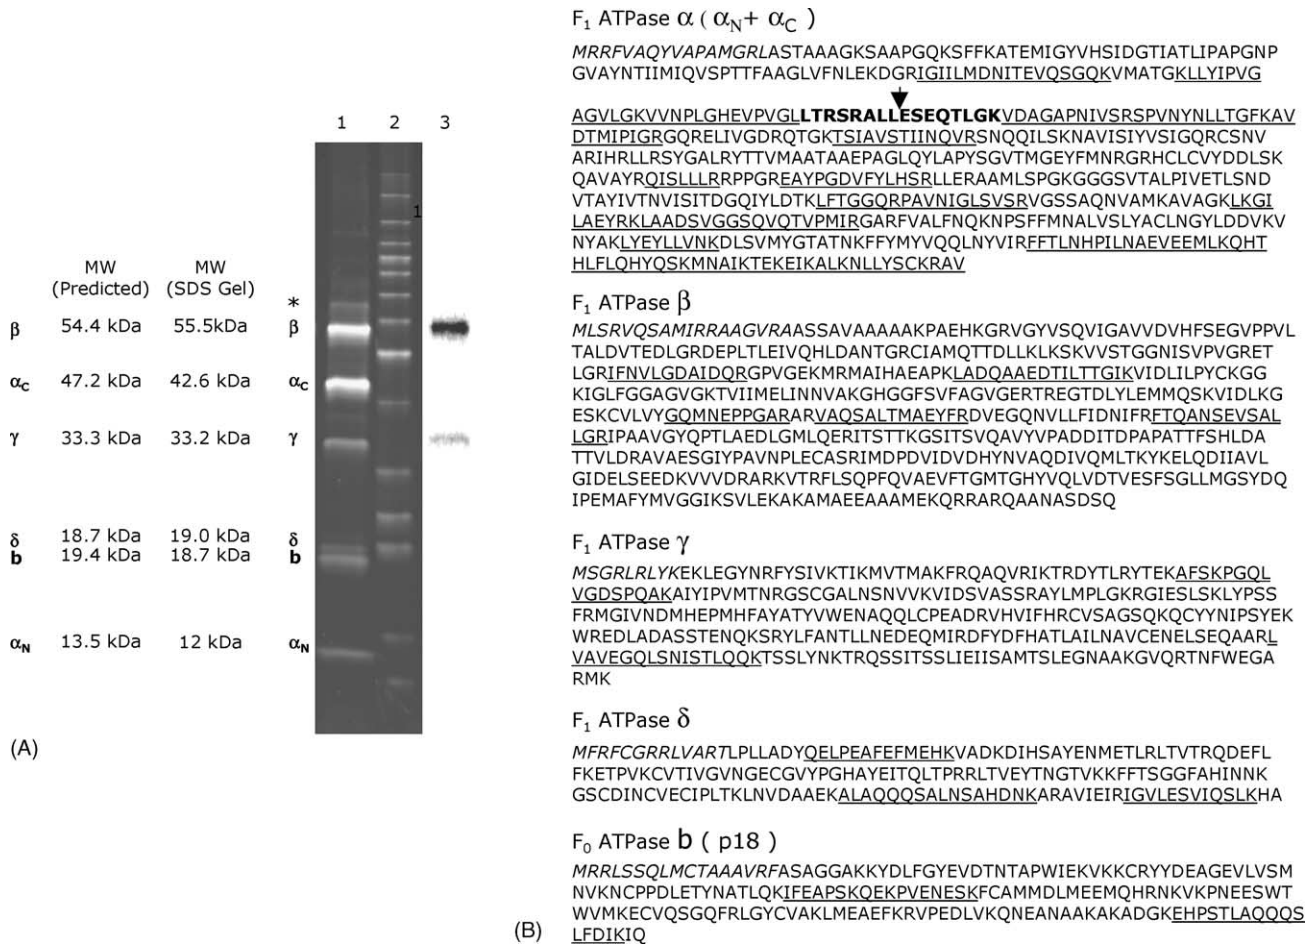 1 2 3
1
MW MW
(Predicted) (SDS Gel)
*
β 54.4 kDa 55.5kDa β
αC 47.2 kDa 42.6 kDa αC
γ 33.3 kDa 33.2 kDa γ
δ 18.7 kDa 19.0 kDa δ
b 19.4 kDa 18.7 kDa b
αN 13.5 kDa 12 kDa αN
(A)
F1 ATPase α ( αN+ αC )
MRRFVAQYVAPAMGRLASTAAAGKSAAPGQKSFFKATEMIGYVHSIDGTIATLIPAPGNP
GVAYNTIIMIQVSPTTFAAGLVFNLEKDGRIGIILMDNITEVQSGQKVMATGKLLYIPVG
AGVLGKVVNPLGHEVPVGLLTRSRALLESEQTLGKVDAGAPNIVSRSPVNYNLLTGFKAV
DTMIPIGRGQRELIVGDRQTGKTSIAVSTIINQVRSNQQILSKNAVISIYVSIGQRCSNV
ARIHRLLRSYGALRYTTVMAATAAEPAGLQYLAPYSGVTMGEYFMNRGRHCLCVYDDLSK
QAVAYRQISLLLRRPPGREAYPGDVFYLHSRLLERAAMLSPGKGGGSVTALPIVETLSND
VTAYIVTNVISITDGQIYLDTKLFTGGQRPAVNIGLSVSRVGSSAQNVAMKAVAGKLKGI
LAEYRKLAADSVGGSQVQTVPMIRGARFVALFNQKNPSFFMNALVSLYACLNGYLDDVKV
NYAKLYEYLLVNKDLSVMYGTATNKFFYMYVQQLNYVIRFFTLNHPILNAEVEEMLKQHT
HLFLQHYQSKMNAIKTEKEIKALKNLLYSCKRAV
F1 ATPase β
MLSRVQSAMIRRAAGVRAASSAVAAAAAKPAEHKGRVGYVSQVIGAVVDVHFSEGVPPVL
TALDVTEDLGRDEPLTLEIVQHLDANTGRCIAMQTTDLLKLKSKVVSTGGNISVPVGRET
LGRIFNVLGDAIDQRGPVGEKMRMAIHAEAPKLADQAAEDTILTTGIKVIDLILPYCKGG
KIGLFGGAGVGKTVIIMELINNVAKGHGGFSVFAGVGERTREGTDLYLEMMQSKVIDLKG
ESKCVLVYGQMNEPPGARARVAQSALTMAEYFRDVEGQNVLLFIDNIFRFTQANSEVSAL
LGRIPAAVGYQPTLAEDLGMLQERITSTTKGSITSVQAVYVPADDITDPAPATTFSHLDA
TTVLDRAVAESGIYPAVNPLECASRIMDPDVIDVDHYNVAQDIVQMLTKYKELQDIIAVL
GIDELSEEDKVVVDRARKVTRFLSQPFQVAEVFTGMTGHYVQLVDTVESFSGLLMGSYDQ
IPEMAFYMVGGIKSVLEKAKAMAEEAAAMEKQRRARQAANASDSQ
F1 ATPase γ
MSGRLRLYKEKLEGYNRFYSIVKTIKMVTMAKFRQAQVRIKTRDYTLRYTEKAFSKPGQL
VGDSPQAKAIYIPVMTNRGSCGALNSNVVKVIDSVASSRAYLMPLGKRGIESLSKLYPSS
FRMGIVNDMHEPMHFAYATYVWENAQQLCPEADRVHVIFHRCVSAGSQKQCYYNIPSYEK
WREDLADASSTENQKSRYLFANTLLNEDEQMIRDFYDFHATLAILNAVCENELSEQAARL
VAVEGQLSNISTLQQKTSSLYNKTRQSSITSSLIEIISAMTSLEGNAAKGVQRTNFWEGA
RMK
F1 ATPase δ
MFRFCGRRLVARTLPLLADYQELPEAFEFMEHKVADKDIHSAYENMETLRLTVTRQDEFL
FKETPVKCVTIVGVNGECGVYPGHAYEITQLTPRRLTVEYTNGTVKKFFTSGGFAHINNK
GSCDINCVECIPLTKLNVDAAEKALAQQQSALNSAHDNKARAVIEIRIGVLESVIQSLKHA
F0 ATPase b ( p18 )
MRRLSSQLMCTAAAVRFASAGGAKKYDLFGYEVDTNTAPWIEKVKKCRYYDEAGEVLVSM
NVKNCPPDLETYNATLQKIFEAPSKQEKPVENESKFCAMMDLMEEMQHRNKVKPNEESWT
WVMKECVQSGQFRLGYCVAKLMEAEFKRVPEDLVKQNEANAAKAKADGKEHPSTLAQQQS
LFDIKIQ
(B)